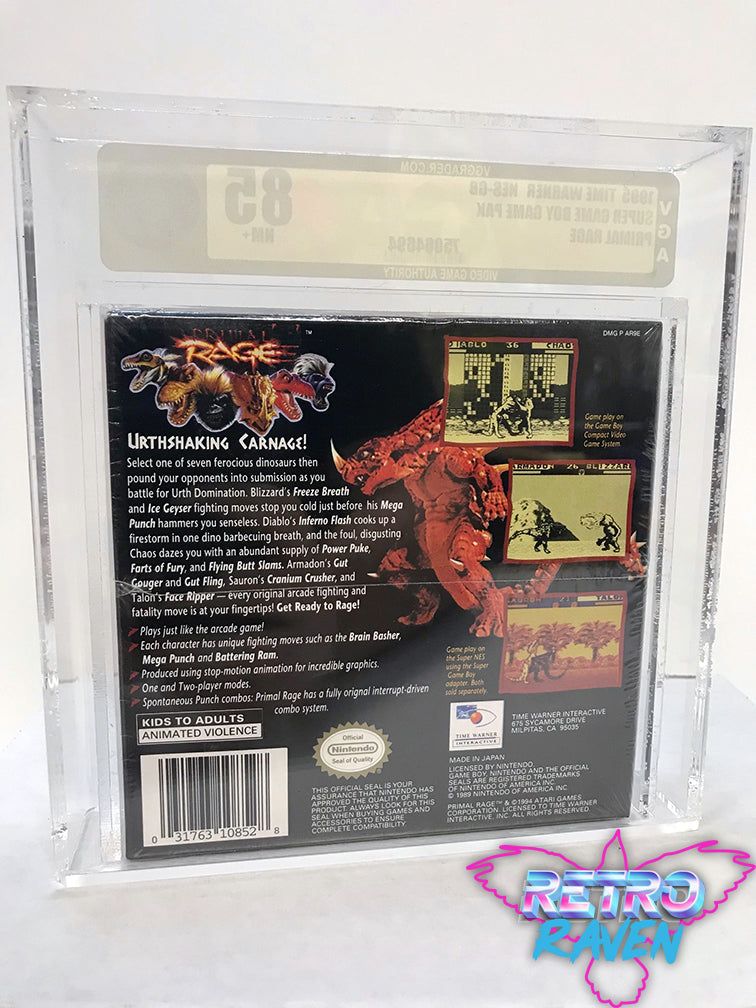 VGGRADER.COM
1995 TIME WARNER NES-GB
SUPER GAME BOY GAME PAK
PRIMAL RAGE
85
NM+
75084894
VGA
VIDEO GAME AUTHORITY
PRIMAL
RAGE
™
DMG P AR9E
DIABLO 36 CHAO
Game play on
the Game Boy
Compact Video
Game System.
URTHSHAKING CARNAGE!
Select one of seven ferocious dinosaurs then
pound your opponents into submission as you
battle for Urth Domination. Blizzard's Freeze Breath
and Ice Geyser fighting moves stop you cold just before his Mega
Punch hammers you senseless. Diablo's Inferno Flash cooks up a
firestorm in one dino barbecuing breath, and the foul, disgusting
Chaos dazes you with an abundant supply of Power Puke,
Farts of Fury, and Flying Butt Slams. Armadon's Gut
Gouger and Gut Fling, Sauron's Cranium Crusher, and
Talon's Face Ripper — every original arcade fighting and
fatality move is at your fingertips! Get Ready to Rage!
ARMADO 26 BLIZZAR
TALON
Plays just like the arcade game!
Each character has unique fighting moves such as the Brain Basher,
Mega Punch and Battering Ram.
Produced using stop-motion animation for incredible graphics.
One and Two-player modes.
Spontaneous Punch combos: Primal Rage has a fully orignal interrupt-driven
combo system.
Game play on
the Super NES
using the Super
Game Boy
adapter. Both
sold separately.
KIDS TO ADULTS
ANIMATED VIOLENCE
Official
Nintendo
Seal of Quality
TIME WARNER
INTERACTIVE
TIME WARNER INTERACTIVE
675 SYCAMORE DRIVE
MILPITAS, CA 95035
THIS OFFICIAL SEAL IS YOUR
ASSURANCE THAT NINTENDO HAS
APPROVED THE QUALITY OF THIS
PRODUCT. ALWAYS LOOK FOR THIS
SEAL WHEN BUYING GAMES AND
ACCESSORIES TO ENSURE
COMPLETE COMPATIBILITY.
MADE IN JAPAN
LICENSED BY NINTENDO.
GAME BOY, NINTENDO AND THE OFFICIAL
SEALS ARE REGISTERED TRADEMARKS
OF NINTENDO OF AMERICA INC.
© 1989 NINTENDO OF AMERICA INC
PRIMAL RAGE™ & © 1994 ATARI GAMES
CORPORATION. LICENSED TO TIME WARNER
INTERACTIVE, INC. ALL RIGHTS RESERVED.
0 31763 10852 8
RETRO
RAVEN